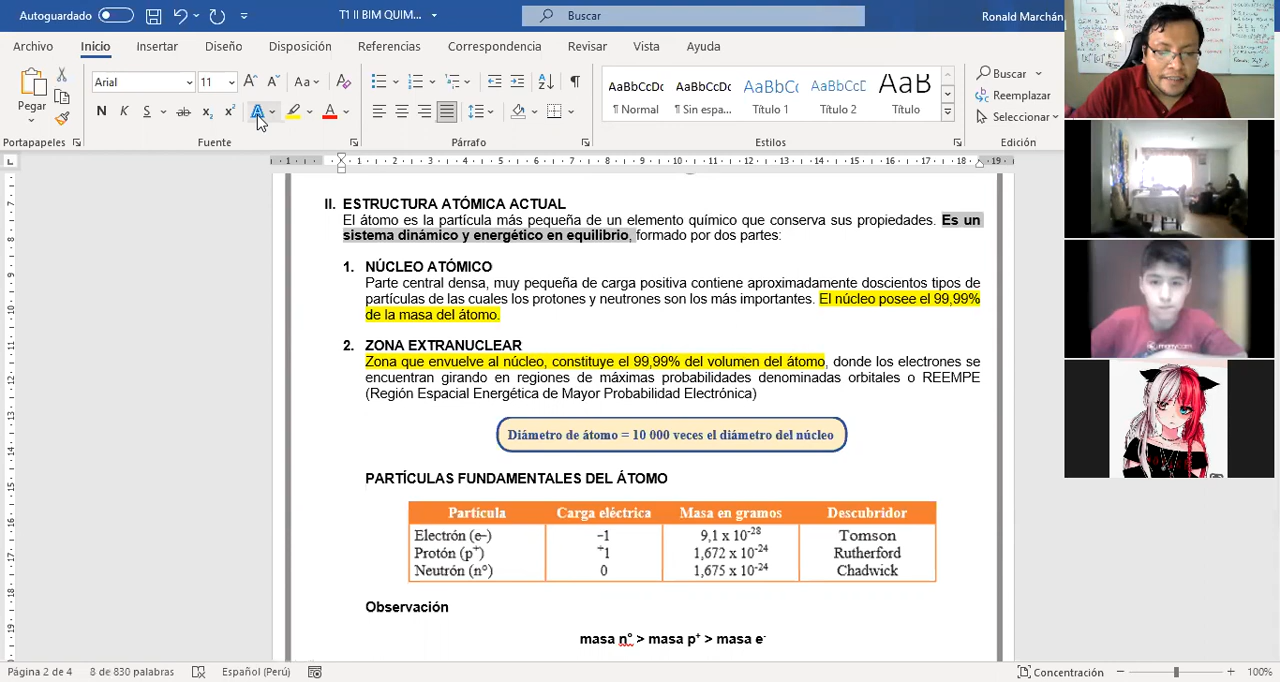 Autoguardado
T1 II BIM QUIM...
Buscar
Ronald Marchán
Archivo Inicio Insertar Diseño Disposición Referencias Correspondencia Revisar Vista Ayuda
Pegar
Arial
11
N K S ab x₂ x² A A
Aa
AaBbCcDc AaBbCcDc AaBbCc AaBbCcD AaB
¶ Normal ¶ Sin espa... Título 1 Título 2 Título
Buscar
Reemplazar
Seleccionar
Portapapeles Fuente Párrafo Estilos Edición
II. ESTRUCTURA ATÓMICA ACTUAL
El átomo es la partícula más pequeña de un elemento químico que conserva sus propiedades. Es un
sistema dinámico y energético en equilibrio, formado por dos partes:
1. NÚCLEO ATÓMICO
Parte central densa, muy pequeña de carga positiva contiene aproximadamente doscientos tipos de
partículas de las cuales los protones y neutrones son los más importantes. El núcleo posee el 99,99%
de la masa del átomo.
2. ZONA EXTRANUCLEAR
Zona que envuelve al núcleo, constituye el 99,99% del volumen del átomo, donde los electrones se
encuentran girando en regiones de máximas probabilidades denominadas orbitales o REEMPE
(Región Espacial Energética de Mayor Probabilidad Electrónica)
Diámetro de átomo = 10 000 veces el diámetro del núcleo
PARTÍCULAS FUNDAMENTALES DEL ÁTOMO
Partícula Carga eléctrica Masa en gramos Descubridor
Electrón (e–) –1 9,1 x 10⁻²⁸ Tomson
Protón (p⁺) ⁺1 1,672 x 10⁻²⁴ Rutherford
Neutrón (n°) 0 1,675 x 10⁻²⁴ Chadwick
Observación
masa n° > masa p⁺ > masa e⁻
Página 2 de 4 8 de 830 palabras Español (Perú) Concentración 100%